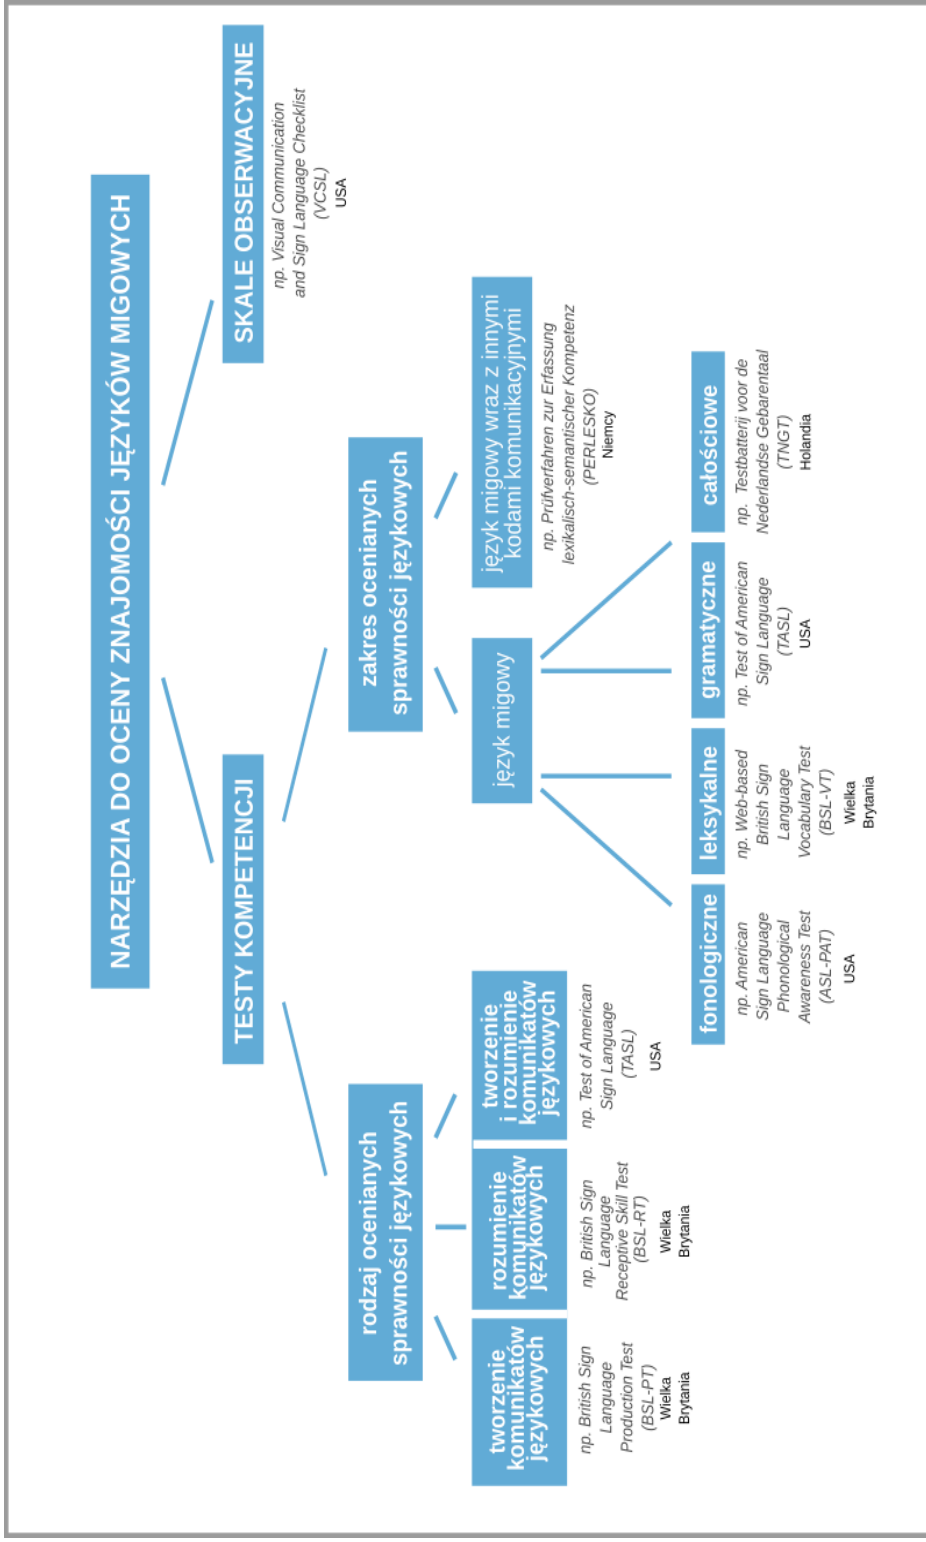 NARZĘDZIA DO OCENY ZNAJOMOŚCI JĘZYKÓW MIGOWYCH
TESTY KOMPETENCJI
SKALE OBSERWACYJNE
np. Visual Communication
and Sign Language Checklist
(VCSL)
USA
rodzaj ocenianych
sprawności językowych
zakres ocenianych
sprawności językowych
tworzenie
komunikatów
językowych
np. British Sign
Language
Production Test
(BSL-PT)
Wielka
Brytania
rozumienie
komunikatów
językowych
np. British Sign
Language
Receptive Skill Test
(BSL-RT)
Wielka
Brytania
tworzenie
i rozumienie
komunikatów
językowych
np. Test of American
Sign Language
(TASL)
USA
język migowy
język migowy wraz z innymi
kodami komunikacyjnymi
np. Prüfverfahren zur Erfassung
lexikalisch-semantischer Kompetenz
(PERLESKO)
Niemcy
fonologiczne
np. American
Sign Language
Phonological
Awareness Test
(ASL-PAT)
USA
leksykalne
np. Web-based
British Sign
Language
Vocabulary Test
(BSL-VT)
Wielka
Brytania
gramatyczne
np. Test of American
Sign Language
(TASL)
USA
całościowe
np. Testbatterij voor de
Nederlandse Gebarentaal
(TNGT)
Holandia